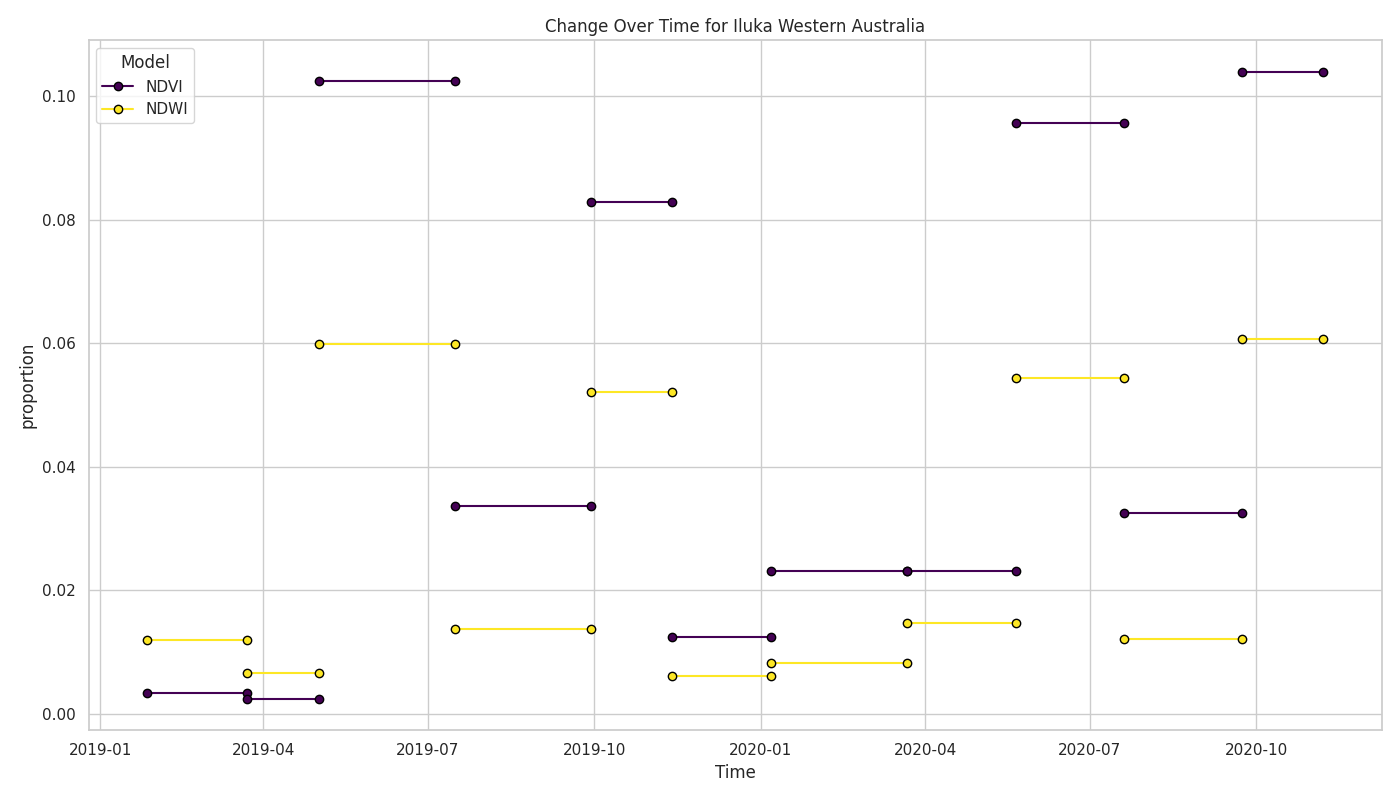 Change Over Time for Iluka Western Australia
Model
NDVI
NDWI
0.10
0.08
0.06
0.04
0.02
0.00
proportion
2019-01 2019-04 2019-07 2019-10 2020-01 2020-04 2020-07 2020-10
Time